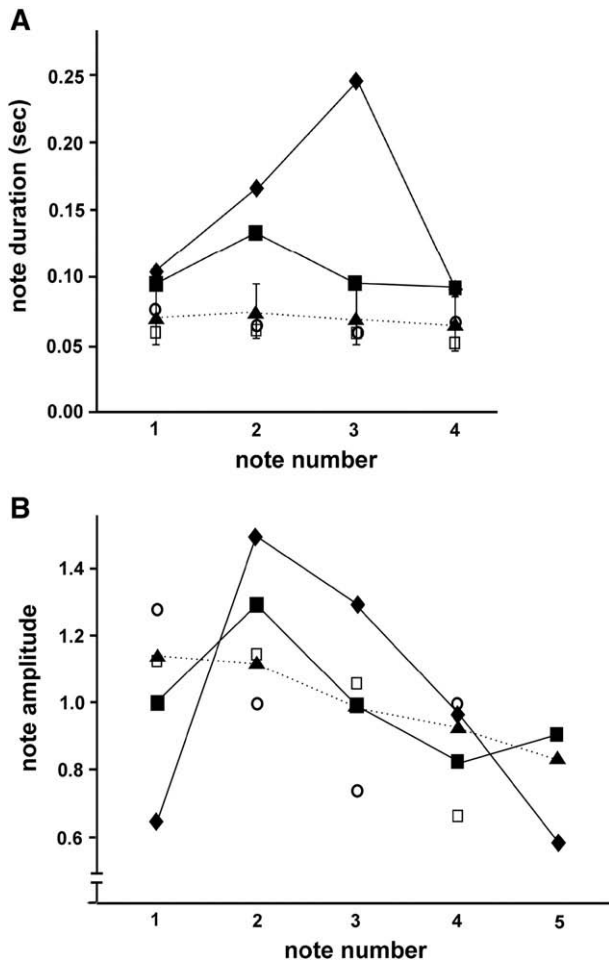 A
note duration (sec)
0.25
0.20
0.15
0.10
0.05
0.00
1 2 3 4
note number
B
note amplitude
1.4
1.2
1.0
0.8
0.6
1 2 3 4 5
note number